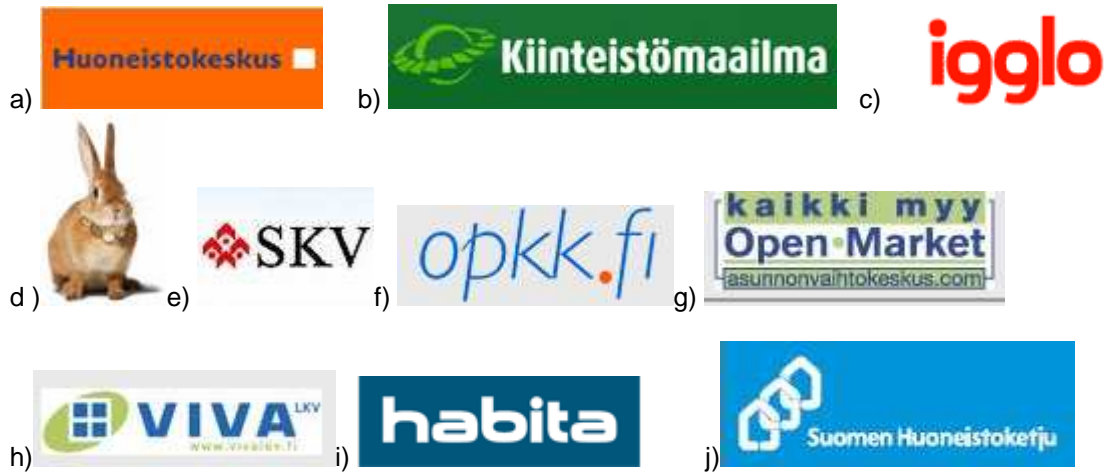 a) Huoneistokeskus
b) Kiinteistömaailma
c) igglo
d )
e) SKV
f) opkk.fi
g) kaikki myy
Open•Market
asunnonvaihtokeskus.com
h) VIVA LKV
www.vivalkv.fi
i) habita
j) Suomen Huoneistoketju